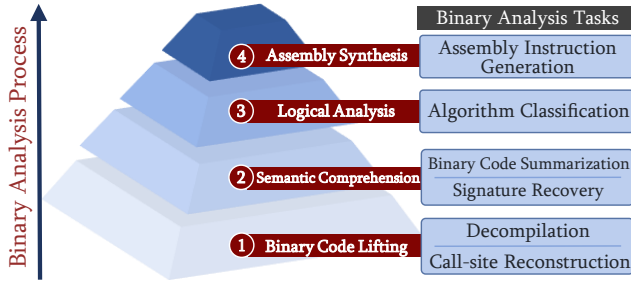 Binary Analysis Process
Binary Analysis Tasks
4 Assembly Synthesis
Assembly Instruction
Generation
3 Logical Analysis
Algorithm Classification
2 Semantic Comprehension
Binary Code Summarization
Signature Recovery
1 Binary Code Lifting
Decompilation
Call-site Reconstruction